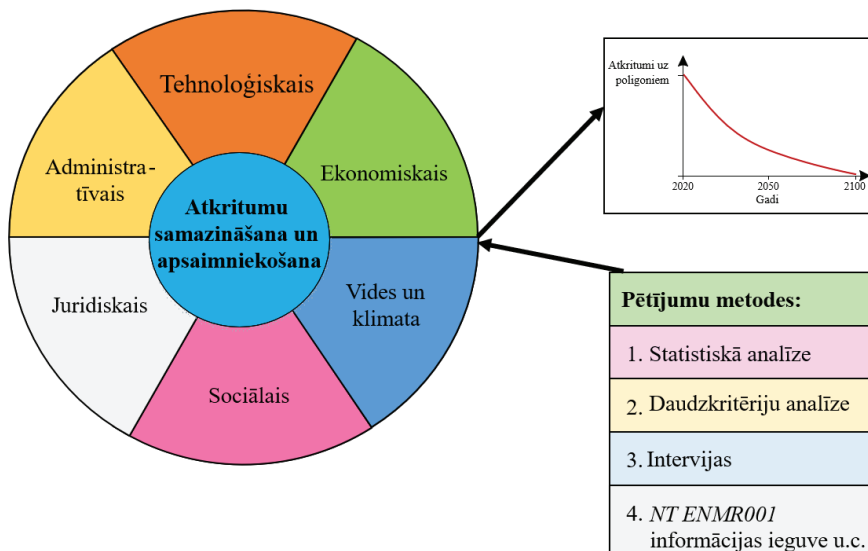 Tehnoloģiskais
Ekonomiskais
Administra-
tīvais
Atkritumu
samazināšana un
apsaimniekošana
Juridiskais
Vides un
klimata
Sociālais
Atkritumi uz
poligoniem
2020
2050
2100
Gadi
Pētījumu metodes:
1. Statistiskā analīze
2. Daudzkritēriju analīze
3. Intervijas
4. NT ENMR001
informācijas ieguve u.c.